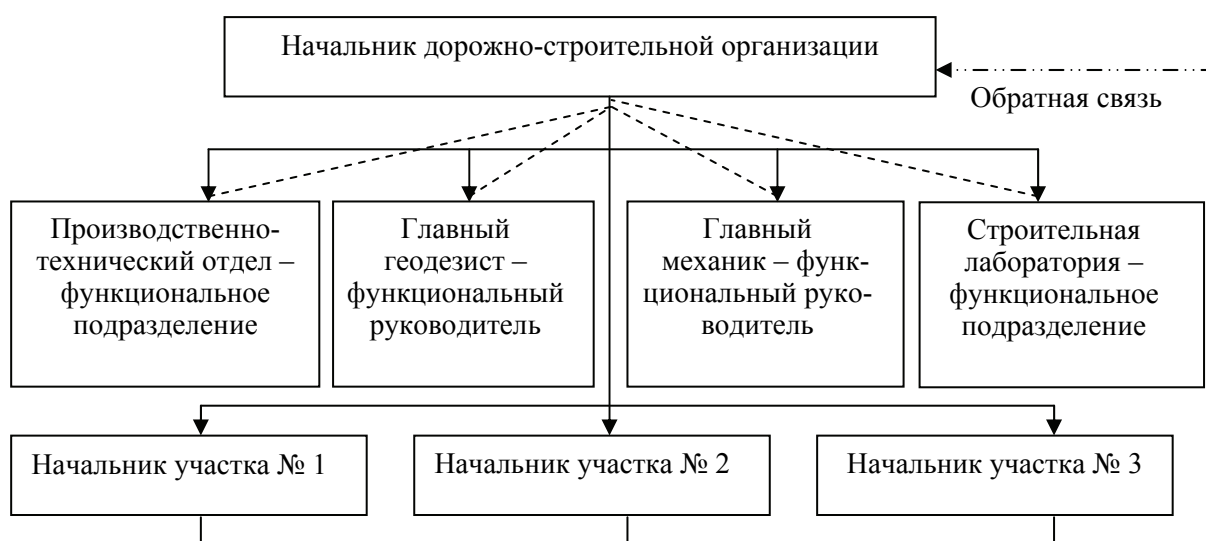 Начальник дорожно-строительной организации
Обратная связь
Производственно-
технический отдел –
функциональное
подразделение
Главный
геодезист –
функциональный
руководитель
Главный
механик – функ-
циональный руко-
водитель
Строительная
лаборатория –
функциональное
подразделение
Начальник участка № 1
Начальник участка № 2
Начальник участка № 3